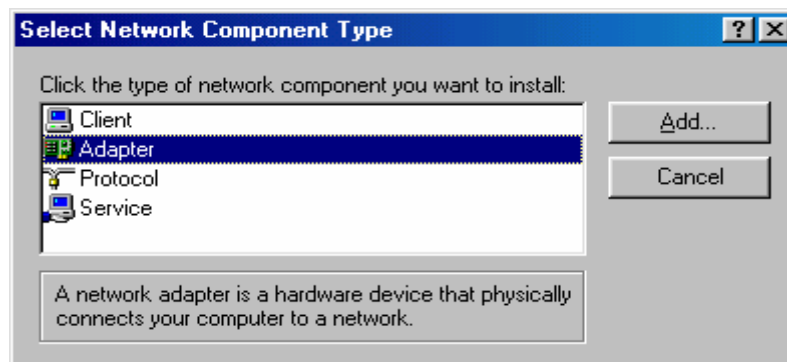 Select Network Component Type
Click the type of network component you want to install:
Client
Adapter
Protocol
Service
Add...
Cancel
A network adapter is a hardware device that physically
connects your computer to a network.